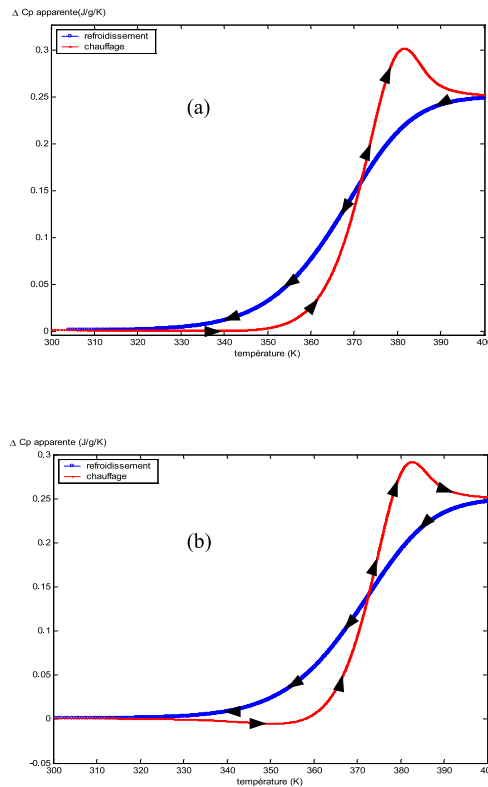 Δ Cp apparente(J/g/K)
refroidissement
chauffage
(a)
0.3
0.25
0.2
0.15
0.1
0.05
0
300 310 320 330 340 350 360 370 380 390 400
température (K)
Δ Cp apparente (J/g/K)
refroidissement
chauffage
(b)
0.3
0.25
0.2
0.15
0.1
0.05
0
-0.05
300 310 320 330 340 350 360 370 380 390 400
température (K)